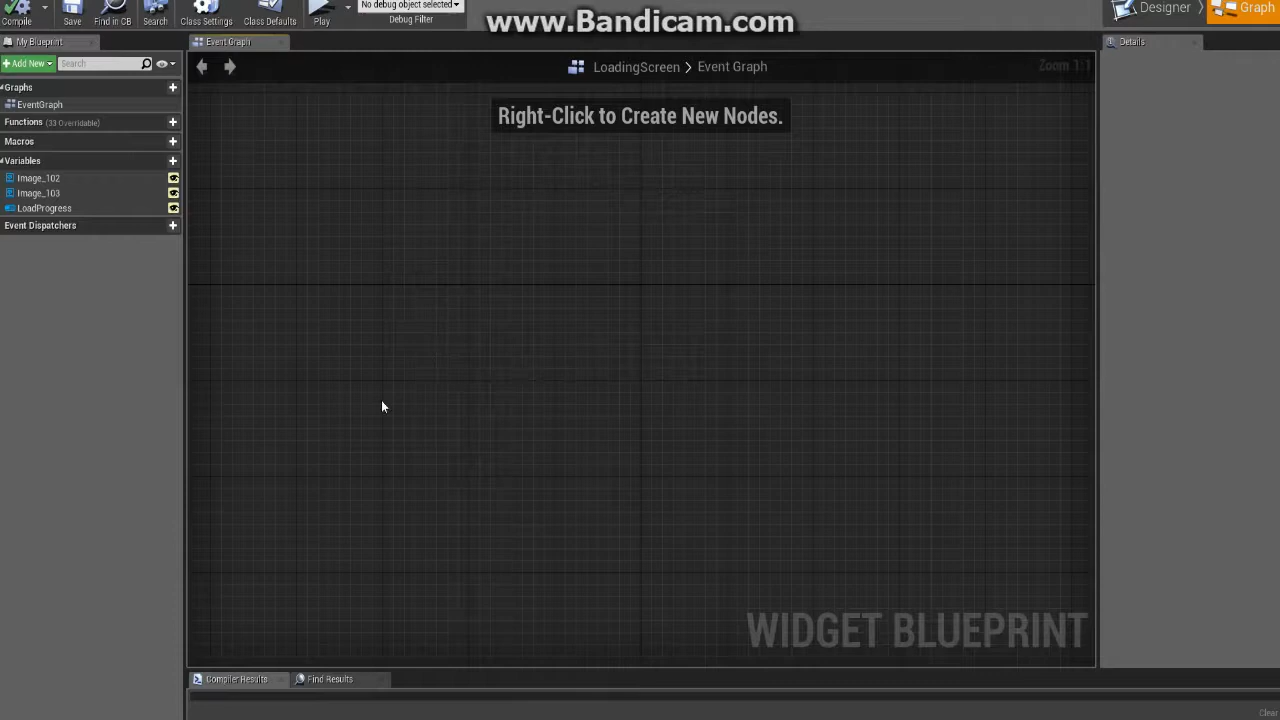 www.Bandicam.com
No debug object selected
Compile
Save
Find in CB
Search
Class Settings
Class Defaults
Play
Debug Filter
Designer
Graph
My Blueprint
Event Graph
Details
Add New
Search
LoadingScreen > Event Graph
Zoom 1:1
Graphs
EventGraph
Functions (33 Overridable)
Macros
Variables
Image_102
Image_103
LoadProgress
Event Dispatchers
Right-Click to Create New Nodes.
WIDGET BLUEPRINT
Compiler Results
Find Results
Clear